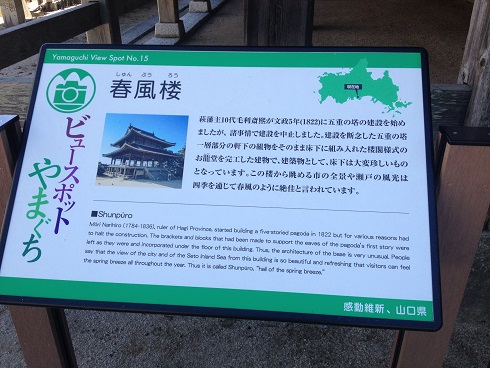 Yamaguchi View Spot No.15
しゅん ぷう ろう
春風楼
現在地
ビュースポット
やまぐち
萩藩主10代毛利斎熈が文政5年(1822)に五重の塔の建設を始め
ましたが、諸事情で建設を中止しました。建設を断念した五重の塔
一層部分の軒下の組物をそのまま床下に組み入れた楼閣様式の
お籠堂を完工した建物で、建築物として、床下は大変珍しいもの
となっています。この楼から眺める市の全景や瀬戸の風光は
四季を通じて春風のように絶佳と言われています。
■Shunpūro
Mōri Narihiro (1784-1836), ruler of Hagi Province, started building a five-storied pagoda in 1822 but for various reasons had
to halt the construction. The brackets and blocks that had been made to support the eaves of the pagoda's first story were
left as they were and incorporated under the floor of this building. Thus, the architecture of the base is very unusual. People
say that the view of the city and of the Seto Inland Sea from this building is so beautiful and refreshing that visitors can feel
the spring breeze all throughout the year. Thus it is called Shunpūro, "hall of the spring breeze."
感動維新、山口県